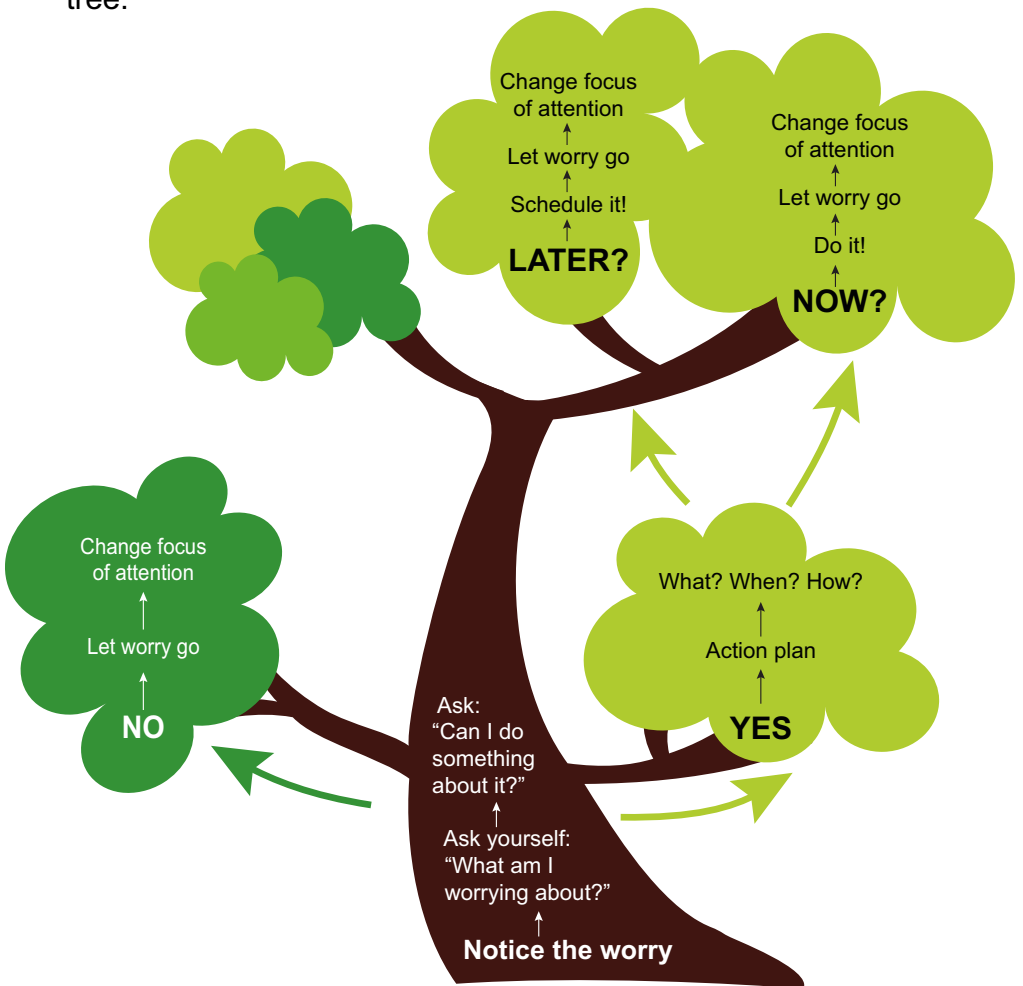 tree.
Change focus
of attention
Let worry go
Schedule it!
LATER?
Change focus
of attention
Let worry go
Do it!
NOW?
Change focus
of attention
Let worry go
NO
What? When? How?
Action plan
YES
Ask:
“Can I do
something
about it?”
Ask yourself:
“What am I
worrying about?”
Notice the worry